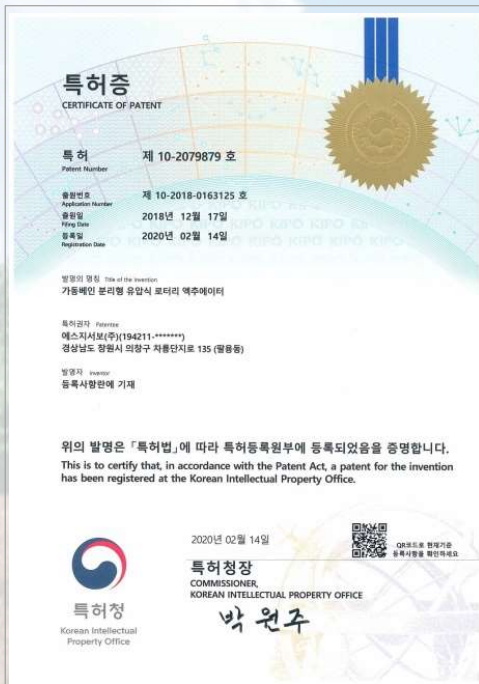 특허증
CERTIFICATE OF PATENT
특 허 제 10-2079879 호
Patent Number
출원번호 제 10-2018-0163125 호
Application Number
출원일 2018년 12월 17일
Filing Date
등록일 2020년 02월 14일
Registration Date
발명의 명칭 Title of the Invention
가동베인 분리형 유압식 로터리 액추에이터
특허권자 Patentee
에스지서보(주)(194211-*******)
경상남도 창원시 의창구 차룡단지로 135 (팔용동)
발명자 Inventor
등록사항란에 기재
위의 발명은 「특허법」에 따라 특허등록원부에 등록되었음을 증명합니다.
This is to certify that, in accordance with the Patent Act, a patent for the invention
has been registered at the Korean Intellectual Property Office.
2020년 02월 14일
QR코드로 현재기준
등록사항을 확인하세요
특허청장
COMMISSIONER,
KOREAN INTELLECTUAL PROPERTY OFFICE
박원주
특허청
Korean Intellectual
Property Office